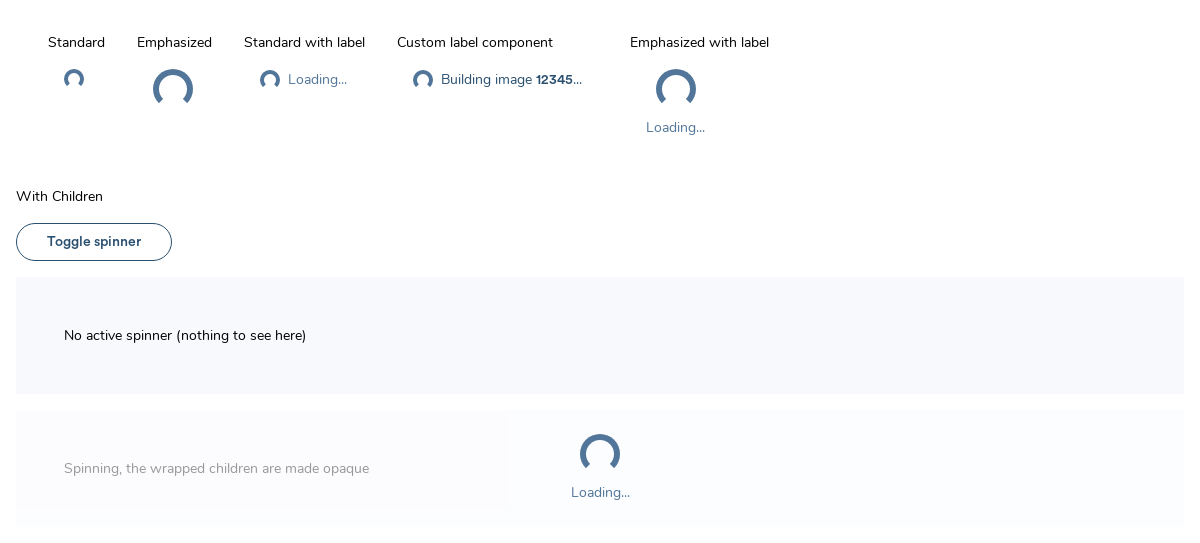 Standard
Emphasized
Standard with label
Custom label component
Emphasized with label
Loading...
Building image 12345...
Loading...
With Children
Toggle spinner
No active spinner (nothing to see here)
Spinning, the wrapped children are made opaque
Loading...